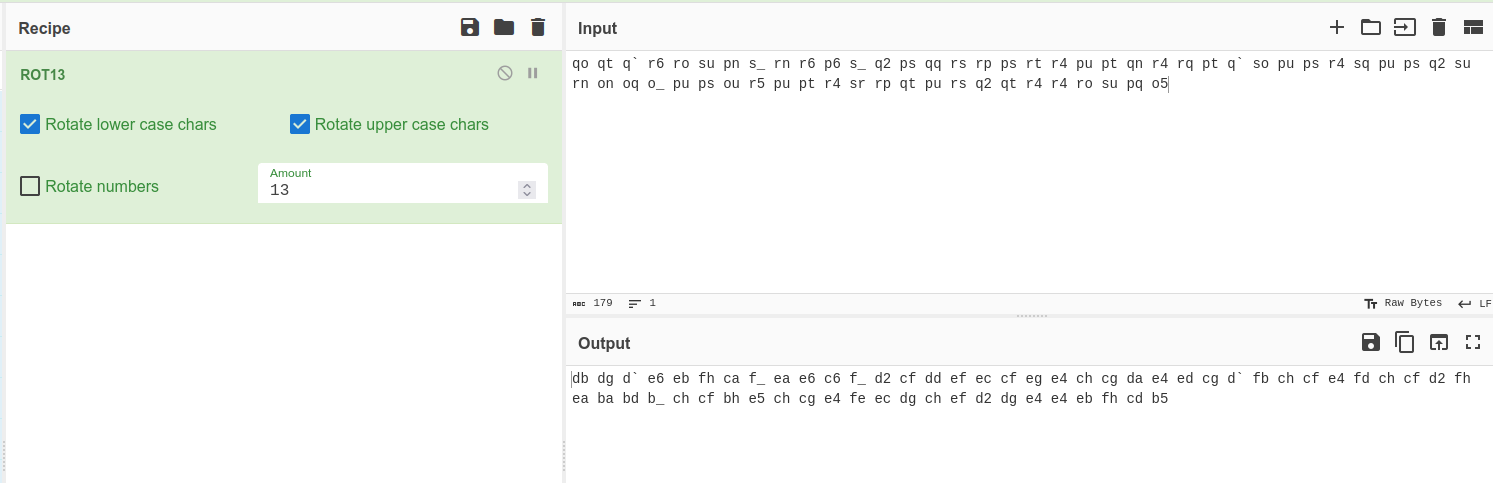 Recipe
ROT13
Rotate lower case chars
Rotate upper case chars
Rotate numbers
Amount
13
Input
qo qt q` r6 ro su pn s_ rn r6 p6 s_ q2 ps qq rs rp ps rt r4 pu pt qn r4 rq pt q` so pu ps r4 sq pu ps q2 su
rn on oq o_ pu ps ou r5 pu pt r4 sr rp qt pu rs q2 qt r4 r4 ro su pq o5
ABC 179 1 Raw Bytes LF
Output
db dg d` e6 eb fh ca f_ ea e6 c6 f_ d2 cf dd ef ec cf eg e4 ch cg da e4 ed cg d` fb ch cf e4 fd ch cf d2 fh
ea ba bd b_ ch cf bh e5 ch cg e4 fe ec dg ch ef d2 dg e4 e4 eb fh cd b5